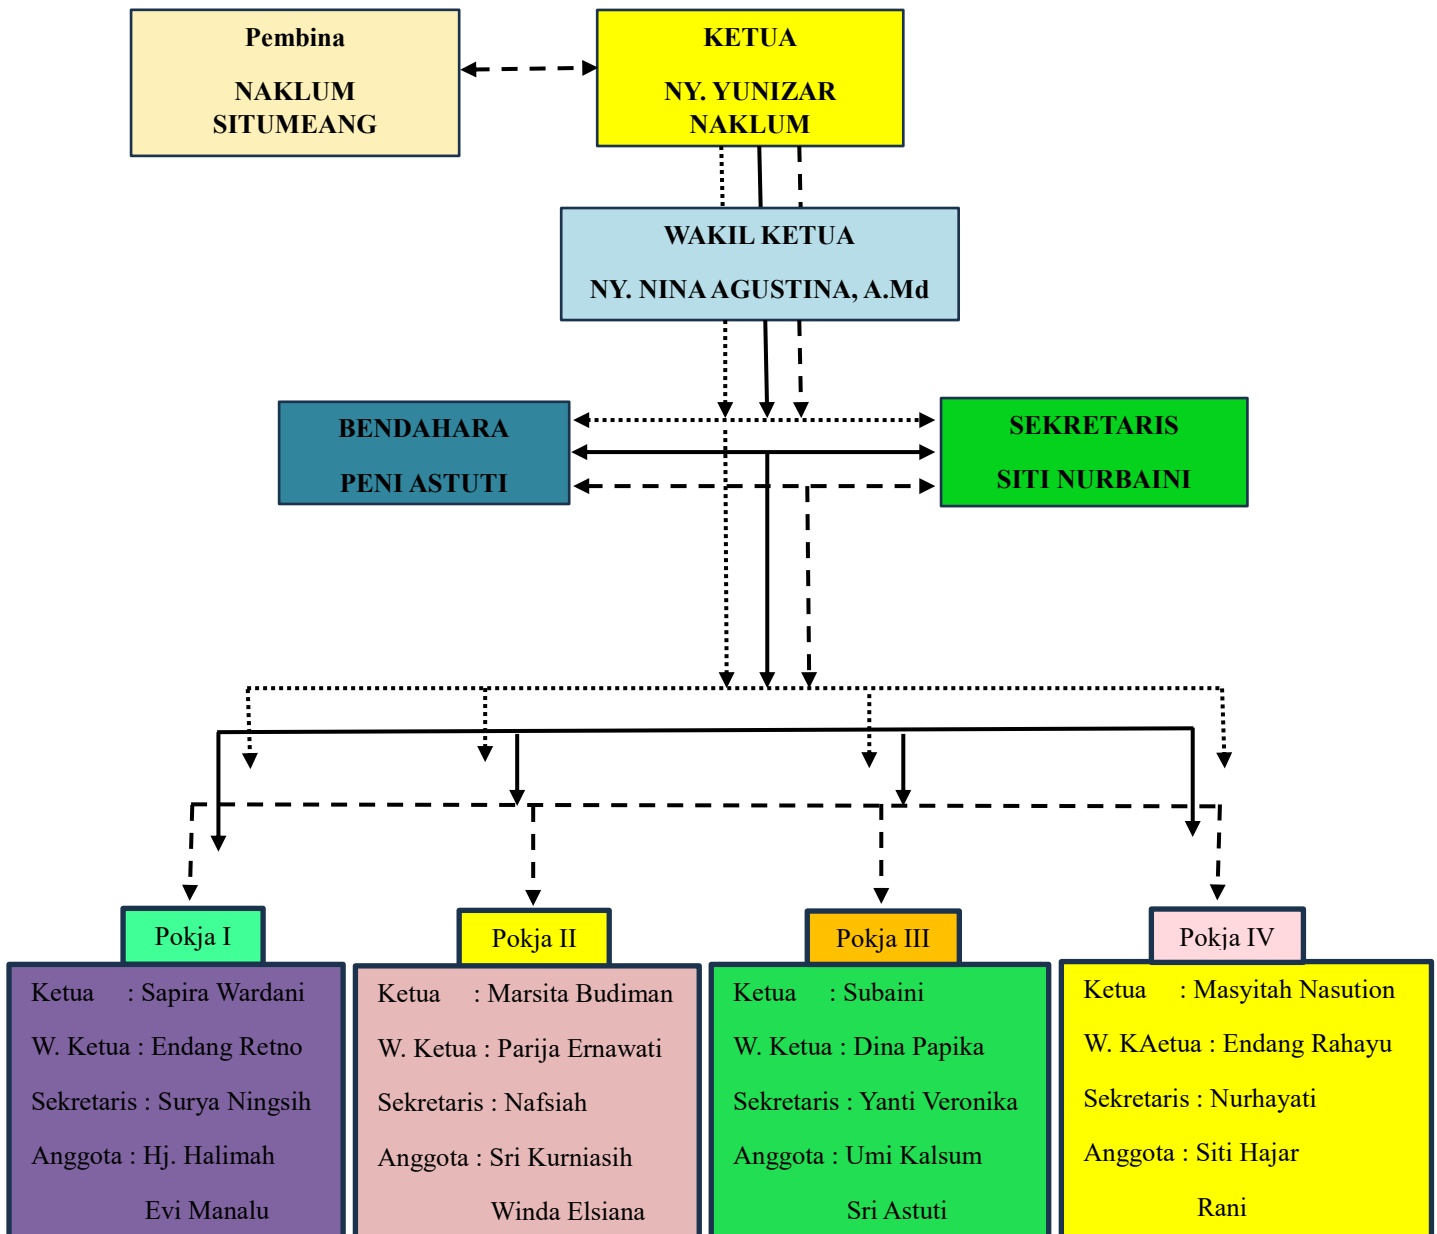 Pembina
NAKLUM
SITUMEANG
KETUA
NY. YUNIZAR
NAKLUM
WAKIL KETUA
NY. NINA AGUSTINA, A.Md
BENDAHARA
PENI ASTUTI
SEKRETARIS
SITI NURBAINI
Pokja I
Ketua : Sapira Wardani
W. Ketua : Endang Retno
Sekretaris : Surya Ningsih
Anggota : Hj. Halimah
Evi Manalu
Pokja II
Ketua : Marsita Budiman
W. Ketua : Parija Ernawati
Sekretaris : Nafsiah
Anggota : Sri Kurniasih
Winda Elsiana
Pokja III
Ketua : Subaini
W. Ketua : Dina Papika
Sekretaris : Yanti Veronika
Anggota : Umi Kalsum
Sri Astuti
Pokja IV
Ketua : Masyitah Nasution
W. KAetua : Endang Rahayu
Sekretaris : Nurhayati
Anggota : Siti Hajar
Rani